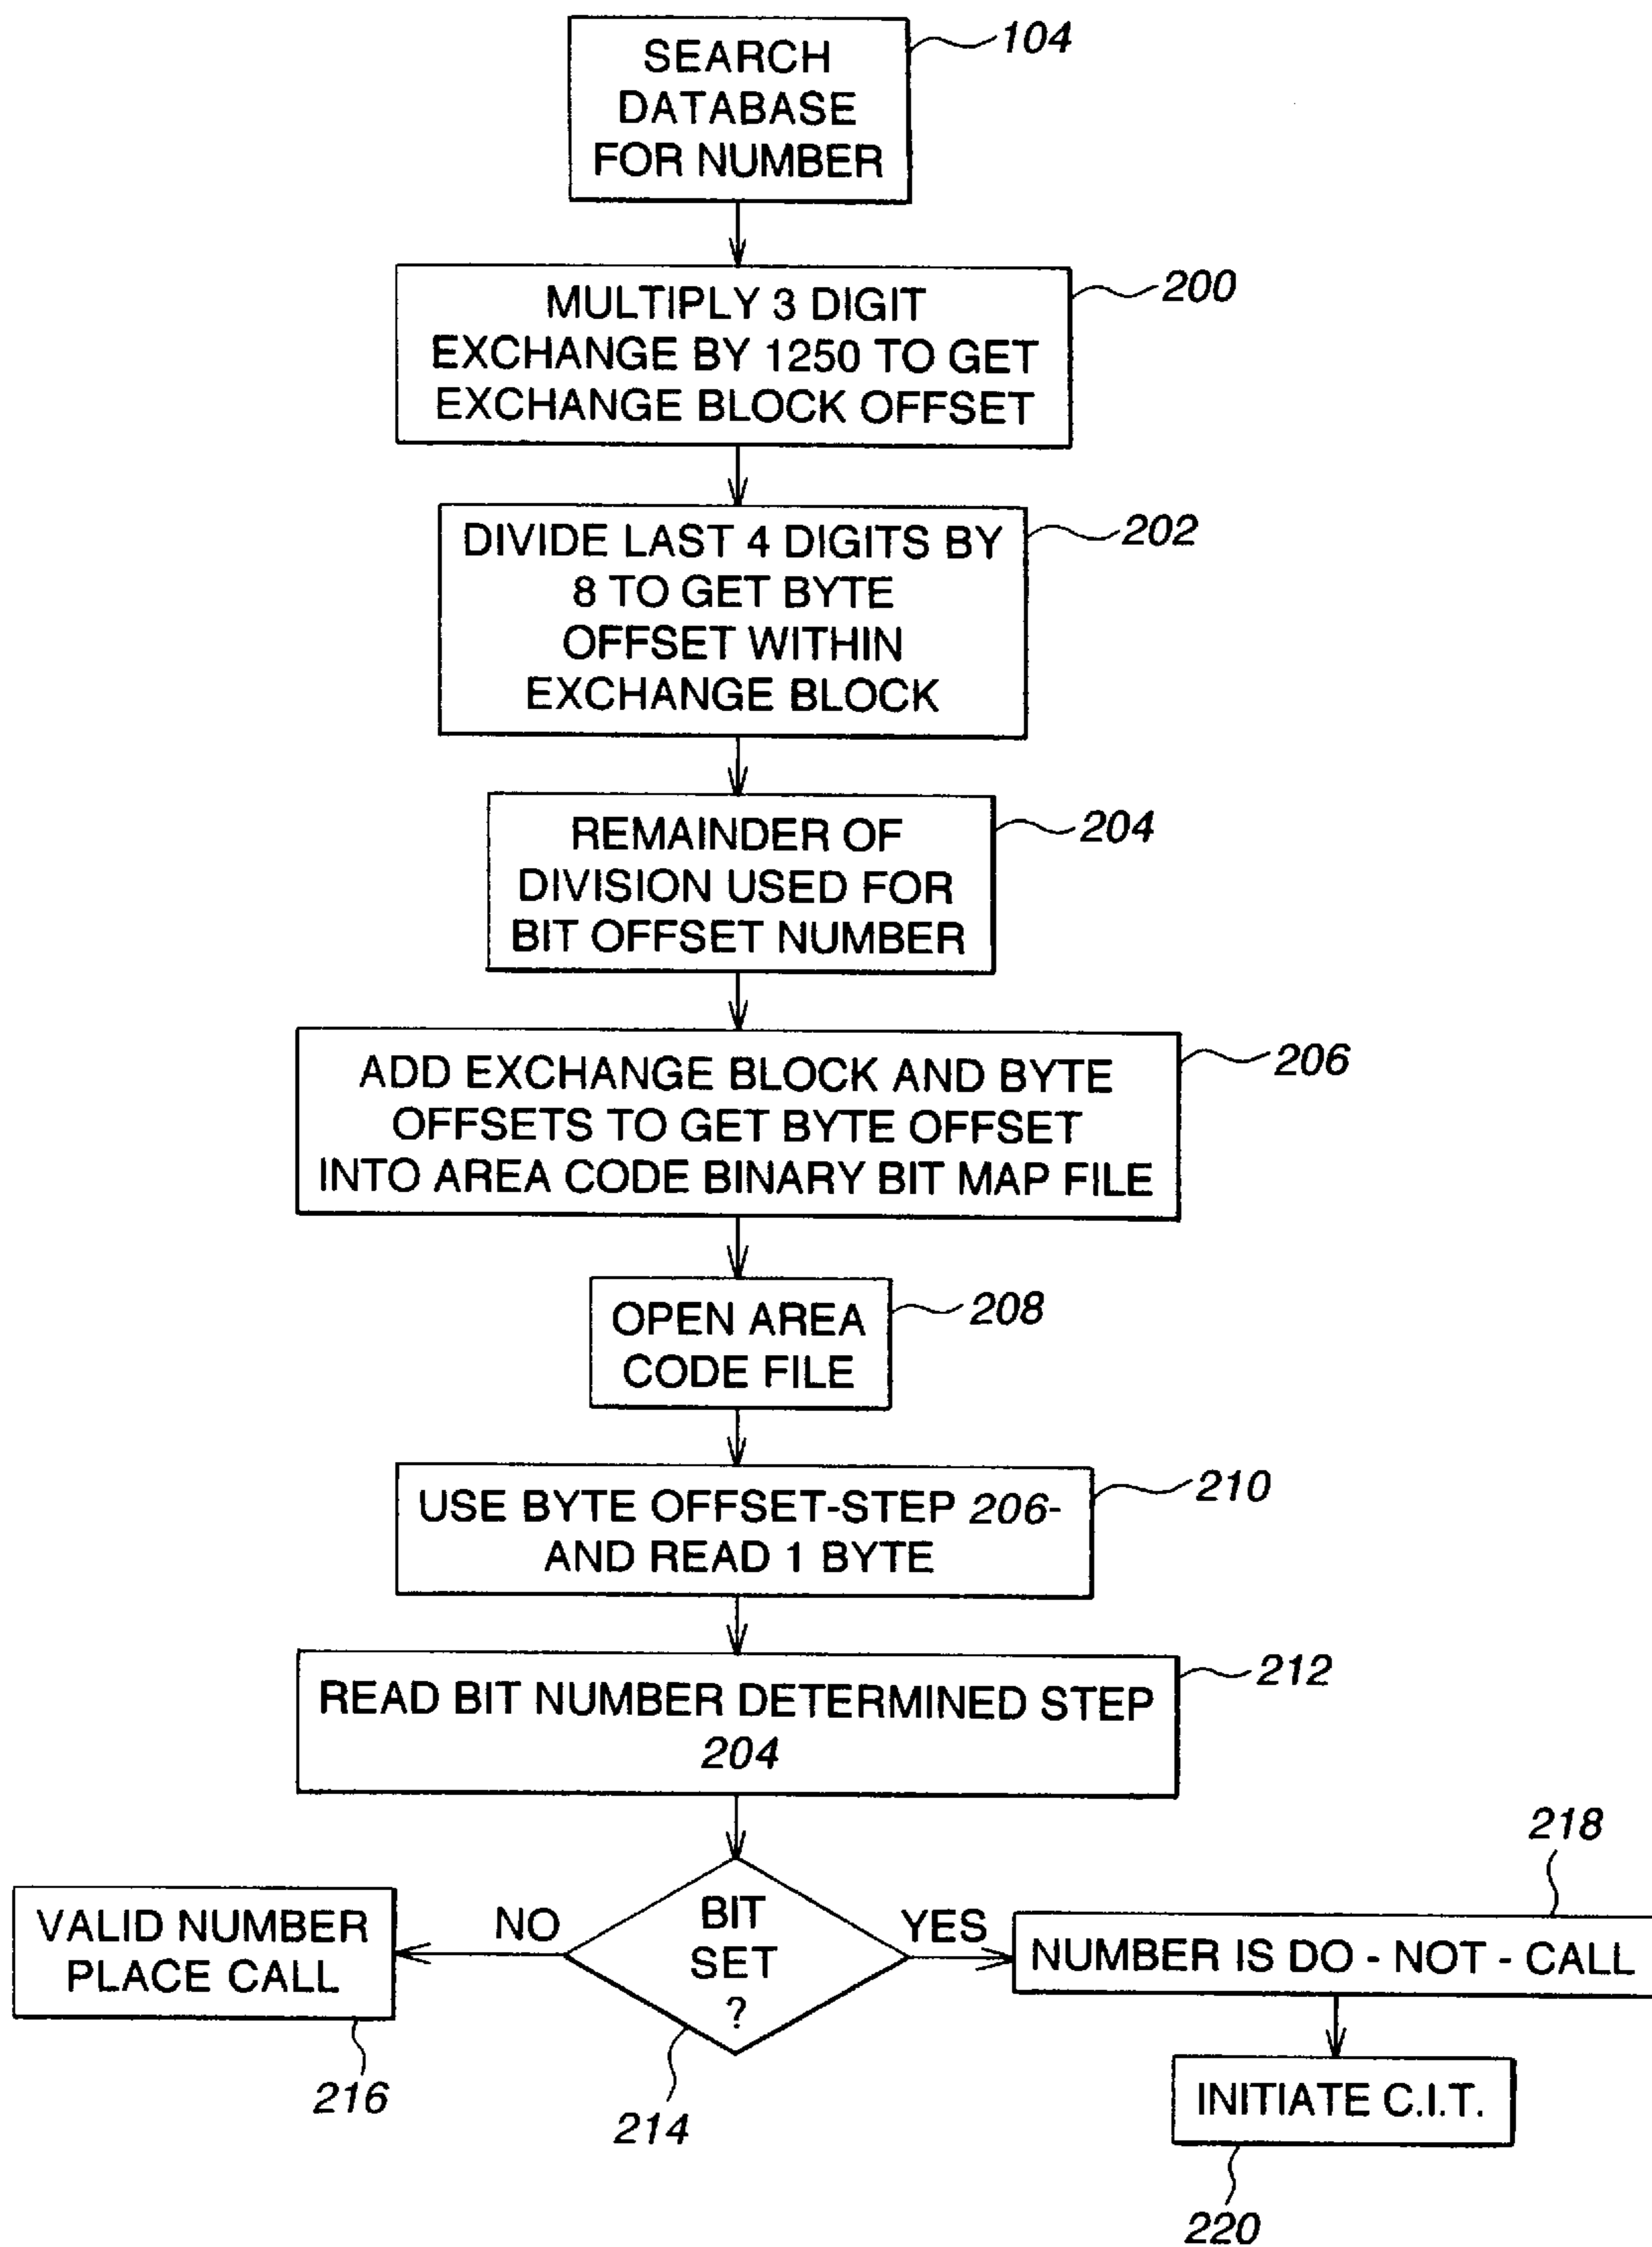 SEARCH
DATABASE
FOR NUMBER
104
MULTIPLY 3 DIGIT
EXCHANGE BY 1250 TO GET
EXCHANGE BLOCK OFFSET
200
DIVIDE LAST 4 DIGITS BY
8 TO GET BYTE
OFFSET WITHIN
EXCHANGE BLOCK
202
REMAINDER OF
DIVISION USED FOR
BIT OFFSET NUMBER
204
ADD EXCHANGE BLOCK AND BYTE
OFFSETS TO GET BYTE OFFSET
INTO AREA CODE BINARY BIT MAP FILE
206
OPEN AREA
CODE FILE
208
USE BYTE OFFSET-STEP 206-
AND READ 1 BYTE
210
READ BIT NUMBER DETERMINED STEP
204
212
BIT
SET
?
214
NO
VALID NUMBER
PLACE CALL
216
YES
NUMBER IS DO - NOT - CALL
218
INITIATE C.I.T.
220